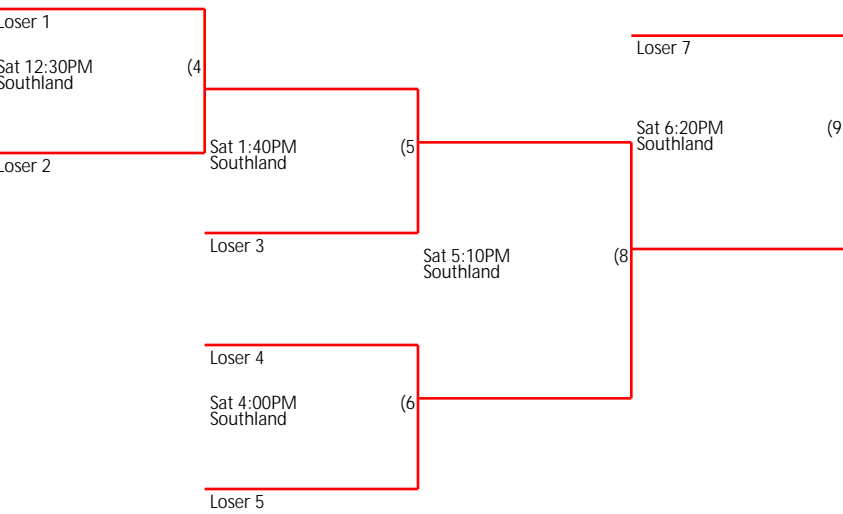 Loser 1
Sat 12:30PM (4
Southland
Loser 2
Sat 1:40PM (5
Southland
Loser 3
Loser 4
Sat 4:00PM (6
Southland
Loser 5
Sat 5:10PM (8
Southland
Loser 7
Sat 6:20PM (9
Southland